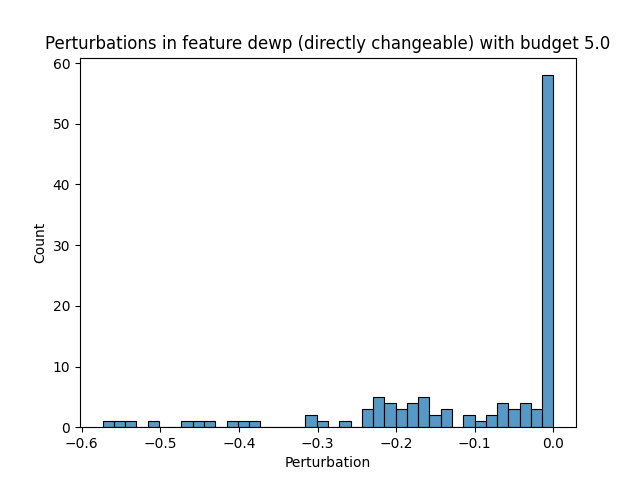 Perturbations in feature dewp (directly changeable) with budget 5.0
60
50
40
30
20
10
0
Count
−0.6 −0.5 −0.4 −0.3 −0.2 −0.1 0.0
Perturbation